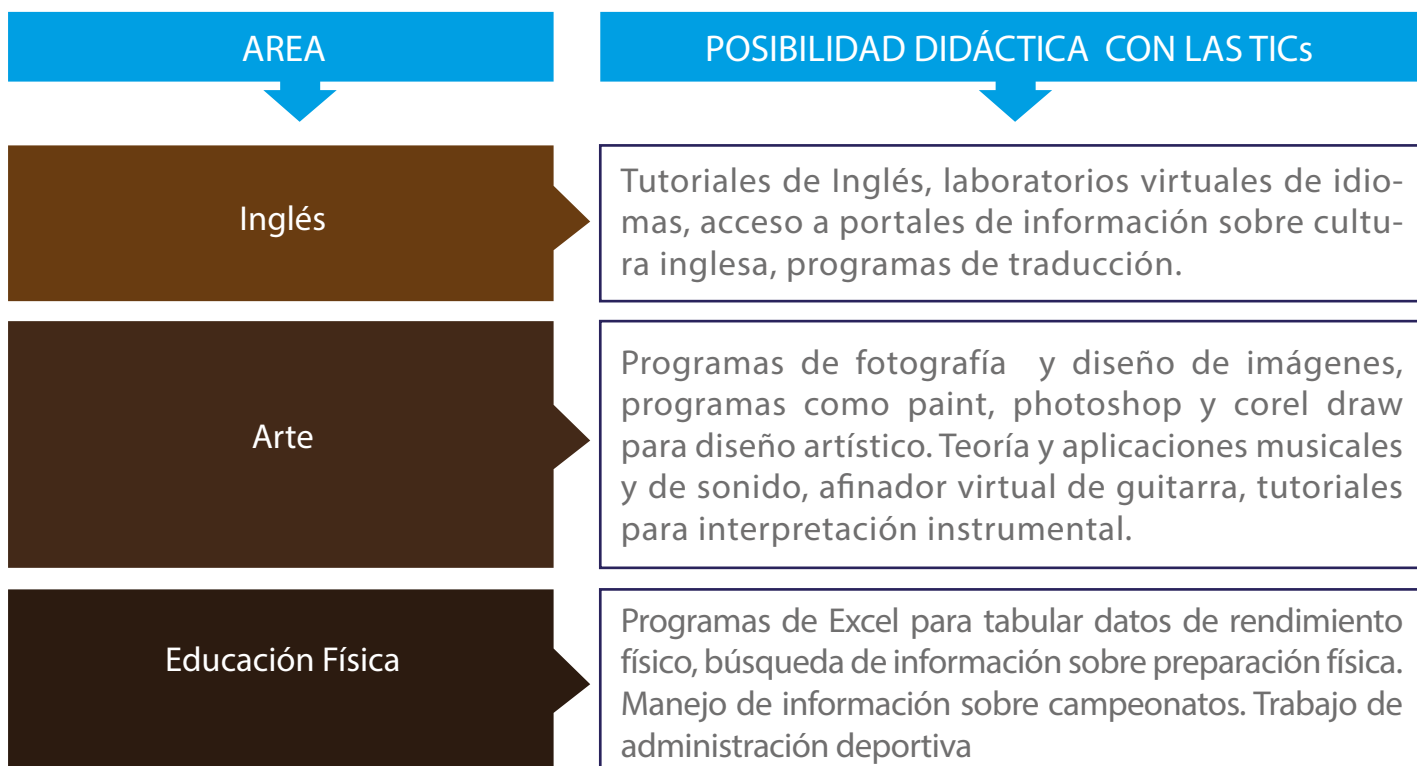 AREA
POSIBILIDAD DIDÁCTICA CON LAS TICs
Inglés
Tutoriales de Inglés, laboratorios virtuales de idio-
mas, acceso a portales de información sobre cultu-
ra inglesa, programas de traducción.
Arte
Programas de fotografía y diseño de imágenes,
programas como paint, photoshop y corel draw
para diseño artístico. Teoría y aplicaciones musicales
y de sonido, afinador virtual de guitarra, tutoriales
para interpretación instrumental.
Educación Física
Programas de Excel para tabular datos de rendimiento
físico, búsqueda de información sobre preparación física.
Manejo de información sobre campeonatos. Trabajo de
administración deportiva